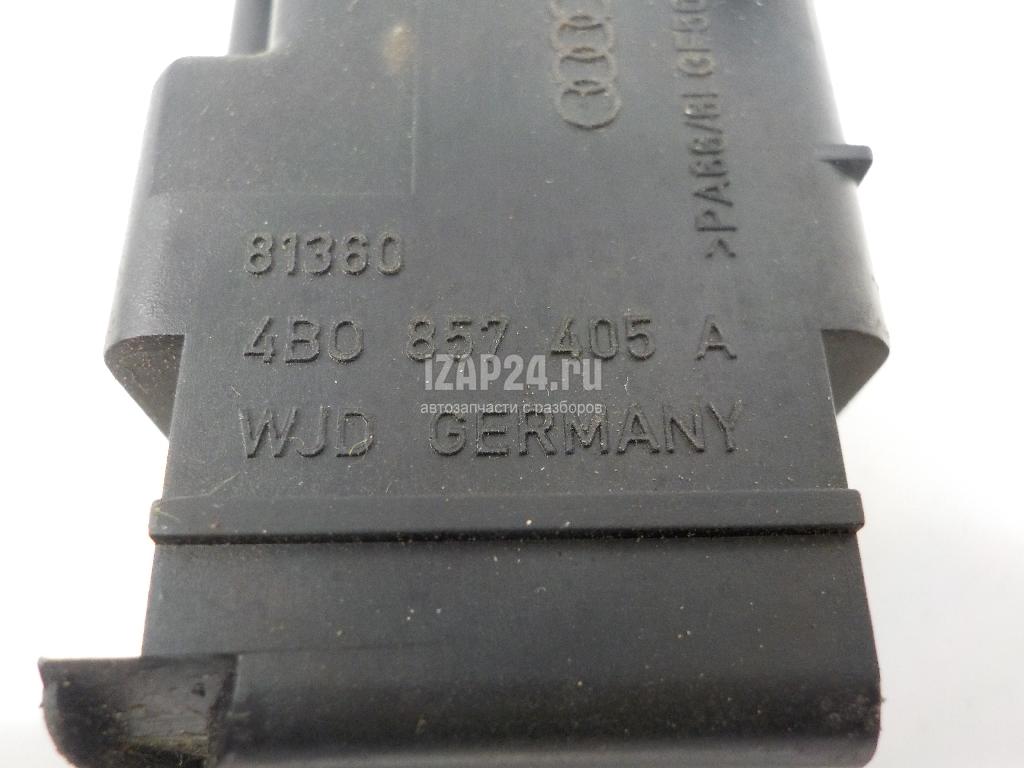 >PA66/6I GF30
81360
4B0 857 405 A
iZAP24.ru
автозапчасти с разборов
WJD GERMANY